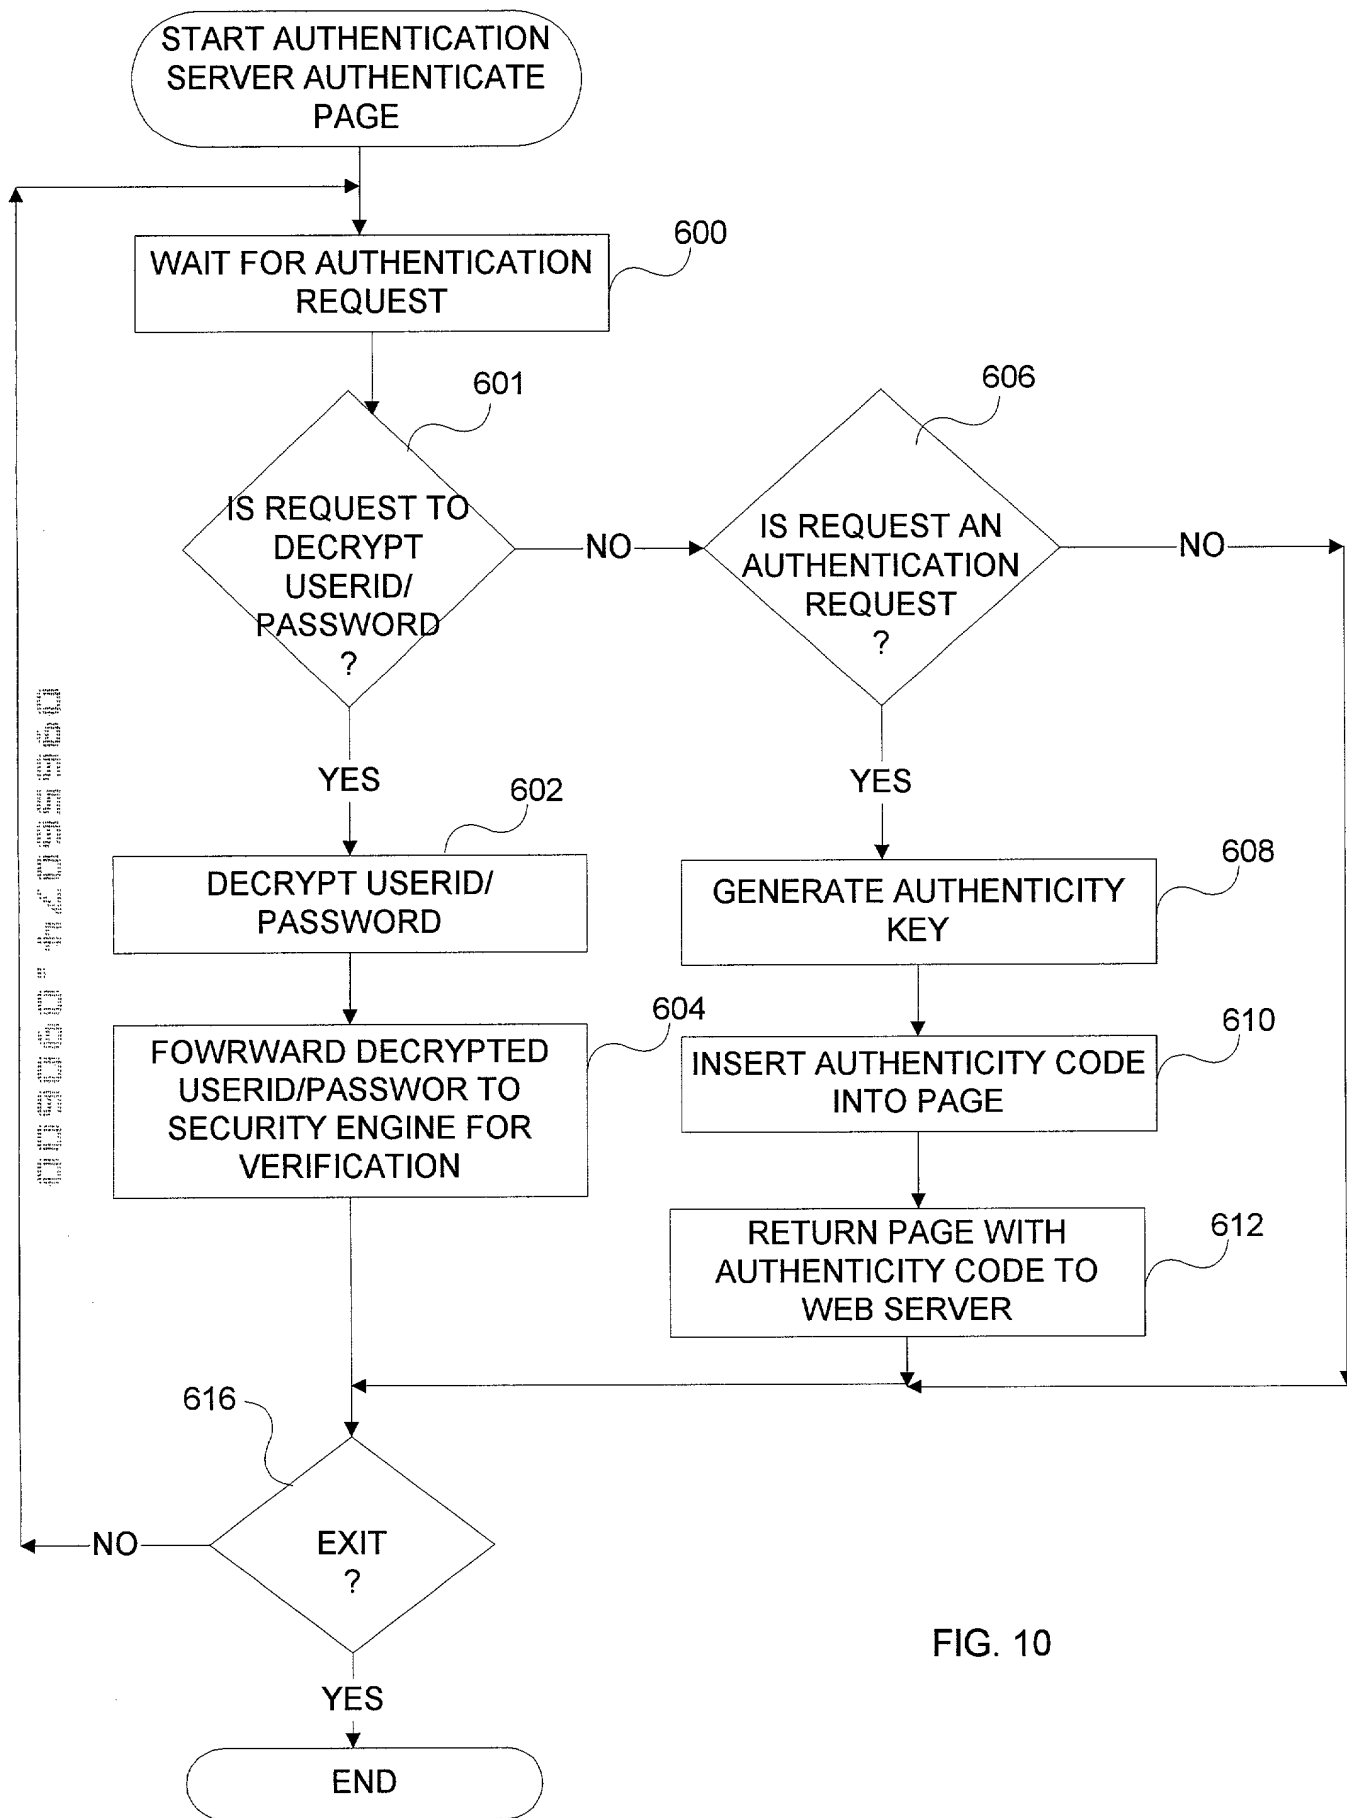 START AUTHENTICATION
SERVER AUTHENTICATE
PAGE
600
WAIT FOR AUTHENTICATION
REQUEST
601
606
IS REQUEST TO
DECRYPT
USERID/
PASSWORD
?
NO
IS REQUEST AN
AUTHENTICATION
REQUEST
?
NO
YES
YES
602
DECRYPT USERID/
PASSWORD
608
GENERATE AUTHENTICITY
KEY
604
FOWRWARD DECRYPTED
USERID/PASSWOR TO
SECURITY ENGINE FOR
VERIFICATION
610
INSERT AUTHENTICITY CODE
INTO PAGE
612
RETURN PAGE WITH
AUTHENTICITY CODE TO
WEB SERVER
616
EXIT
?
NO
YES
END
FIG. 10